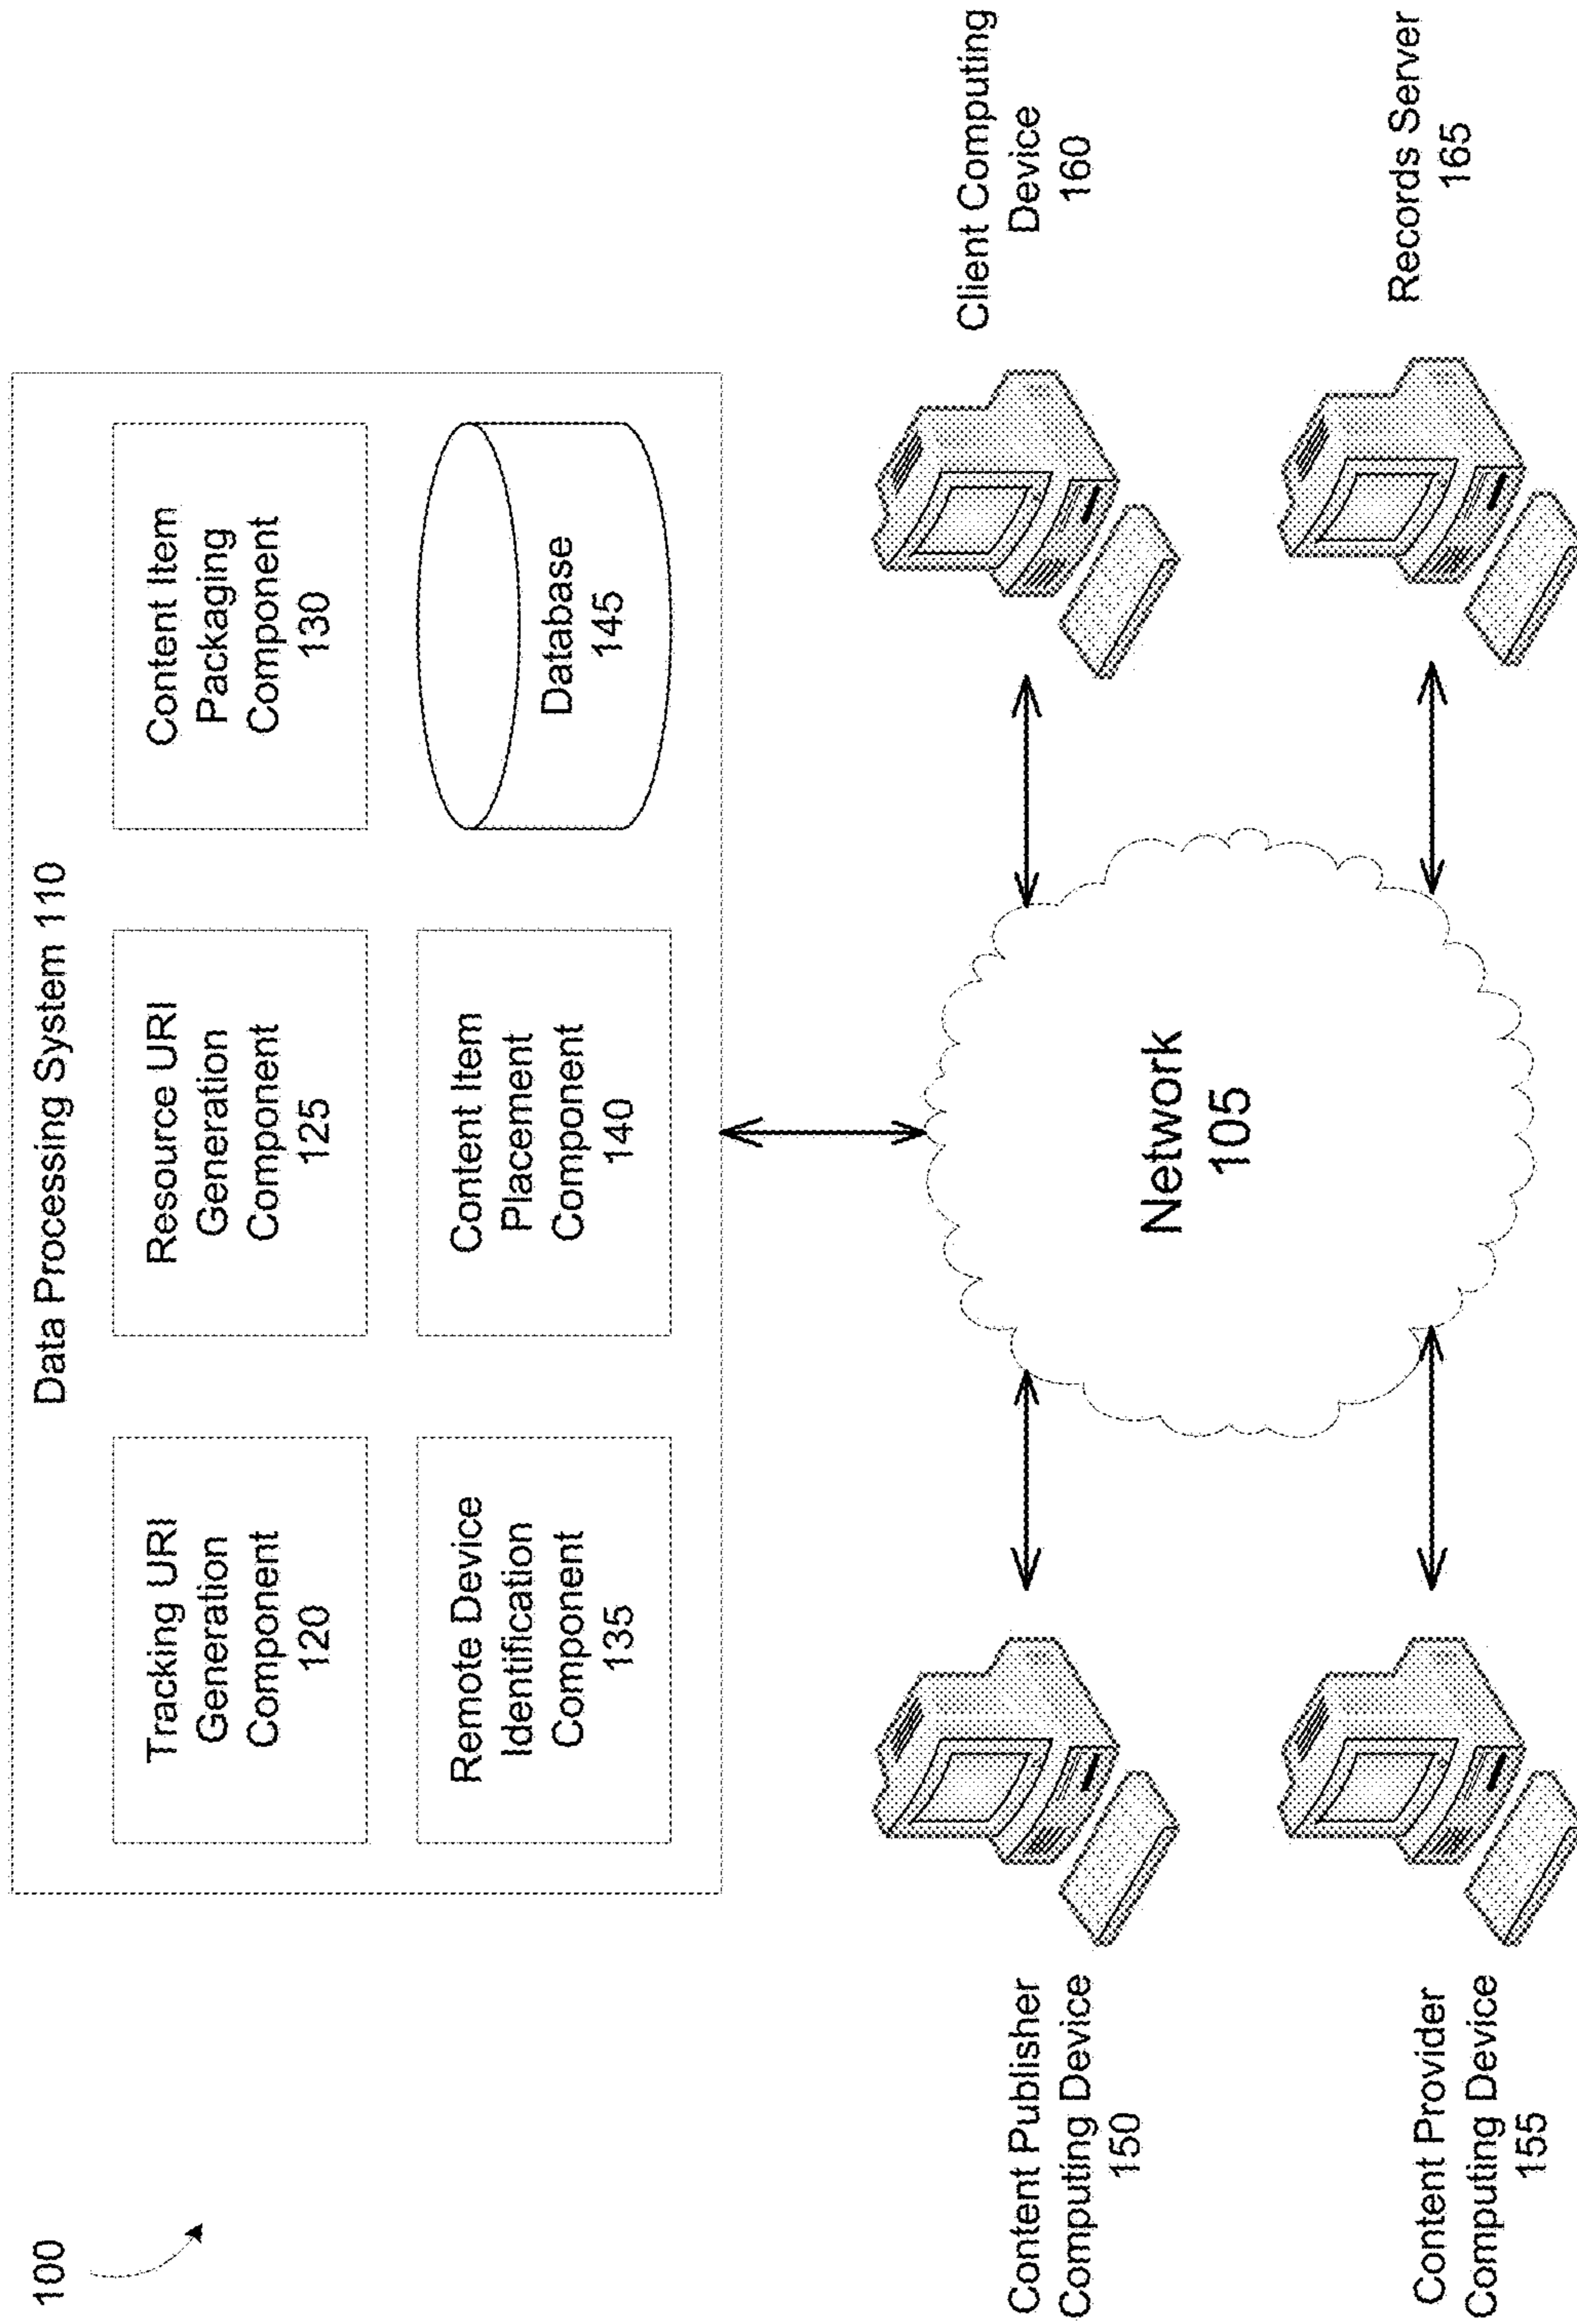 100
Data Processing System 110
Tracking URI
Generation
Component
120
Resource URI
Generation
Component
125
Content Item
Packaging
Component
130
Remote Device
Identification
Component
135
Content Item
Placement
Component
140
Database
145
Content Publisher
Computing Device
150
Client Computing
Device
160
Network
105
Content Provider
Computing Device
155
Records Server
165